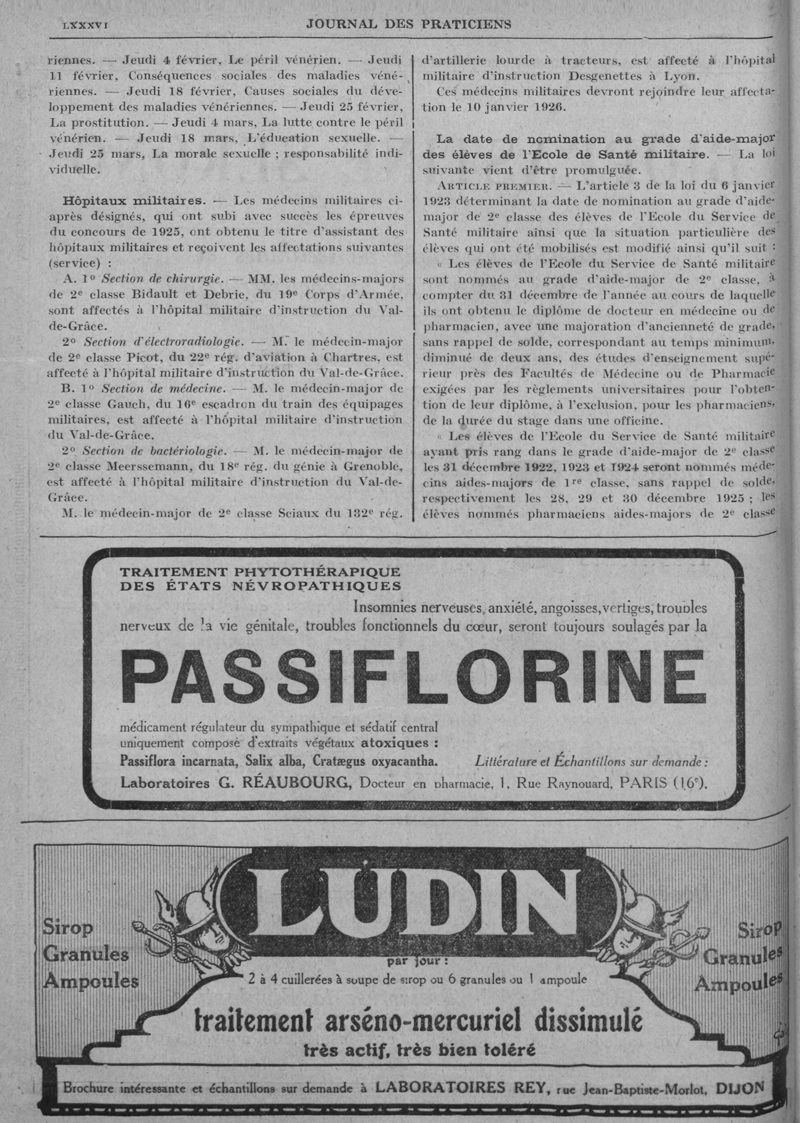 LXXXVI
JOURNAL DES PRATICIENS
riennes. — Jeudi 4 février, Le péril vénérien. — Jeudi
11 février, Conséquences sociales des maladies véné-
riennes. — Jeudi 18 février, Causes sociales du déve-
loppement des maladies vénériennes. — Jeudi 25 février,
La prostitution. — Jeudi 4 mars, La lutte contre le péril
vénérien. — Jeudi 18 mars, L'éducation sexuelle. —
Jeudi 25 mars, La morale sexuelle ; responsabilité indi-
viduelle.
Hôpitaux militaires. — Les médecins militaires ci-
après désignés, qui ont subi avec succès les épreuves
du concours de 1925, ont obtenu le titre d'assistant des
hôpitaux militaires et reçoivent les affectations suivantes
(service) :
A. 1º Section de chirurgie. — MM. les médecins-majors
de 2e classe Bidault et Debrie, du 19e Corps d'Armée,
sont affectés à l'hôpital militaire d'instruction du Val-
de-Grâce.
2º Section d'électroradiologie. — M. le médecin-major
de 2e classe Picot, du 22e rég. d'aviation à Chartres, est
affecté à l'hôpital militaire d'instruction du Val-de-Grâce.
B. 1º Section de médecine. — M. le médecin-major de
2e classe Gauch, du 16e escadron du train des équipages
militaires, est affecté à l'hôpital militaire d'instruction
du Val-de-Grâce.
2º Section de bactériologie. — M. le médecin-major de
2e classe Meerssemann, du 18e rég. du génie à Grenoble,
est affecté à l'hôpital militaire d'instruction du Val-de-
Grâce.
M. le médecin-major de 2e classe Sciaux du 132e rég.
d'artillerie lourde à tracteurs, est affecté à l'hôpital
militaire d'instruction Desgenettes à Lyon.
Ces médecins militaires devront rejoindre leur affecta-
tion le 10 janvier 1926.
La date de nomination au grade d'aide-major
des élèves de l'Ecole de Santé militaire. — La loi
suivante vient d'être promulguée.
ARTICLE PREMIER. — L'article 3 de la loi du 6 janvier
1923 déterminant la date de nomination au grade d'aide-
major de 2e classe des élèves de l'Ecole du Service de
Santé militaire ainsi que la situation particulière des
élèves qui ont été mobilisés est modifié ainsi qu'il suit :
« Les élèves de l'Ecole du Service de Santé militaire
sont nommés au grade d'aide-major de 2e classe, à
compter du 31 décembre de l'année au cours de laquelle
ils ont obtenu le diplôme de docteur en médecine ou de
pharmacien, avec une majoration d'ancienneté de grade,
sans rappel de solde, correspondant au temps minimum,
diminué de deux ans, des études d'enseignement supé-
rieur près des Facultés de Médecine ou de Pharmacie
exigées par les règlements universitaires pour l'obten-
tion de leur diplôme, à l'exclusion, pour les pharmaciens,
de la durée du stage dans une officine.
« Les élèves de l'Ecole du Service de Santé militaire
ayant pris rang dans le grade d'aide-major de 2e classe
les 31 décembre 1922, 1923 et 1924 seront nommés méde-
cins aides-majors de 1re classe, sans rappel de solde,
respectivement les 28, 29 et 30 décembre 1925 ; les
élèves nommés pharmaciens aides-majors de 2e classe
TRAITEMENT PHYTOTHÉRAPIQUE
DES ÉTATS NÉVROPATHIQUES
Insomnies nerveuses, anxiété, angoisses, vertiges, troubles
nerveux de la vie génitale, troubles fonctionnels du cœur, seront toujours soulagés par la
PASSIFLORINE
médicament régulateur du sympathique et sédatif central
uniquement composé d'extraits végétaux atoxiques :
Passiflora incarnata, Salix alba, Cratægus oxyacantha.
Littérature et Échantillons sur demande :
Laboratoires G. RÉAUBOURG, Docteur en pharmacie, 1, Rue Raynouard, PARIS (16e).
LUDIN
Sirop
Granules
Ampoules
Sirop
Granules
Ampoules
par jour :
2 à 4 cuillerées à soupe de sirop ou 6 granules ou 1 ampoule
traitement arséno-mercuriel dissimulé
très actif, très bien toléré
Brochure intéressante et échantillons sur demande à LABORATOIRES REY, rue Jean-Baptiste-Morlot, DIJON